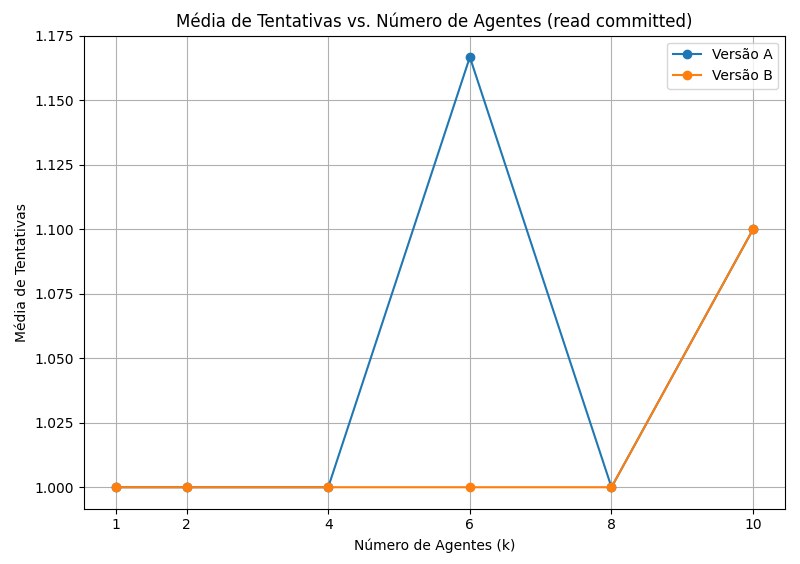 Média de Tentativas vs. Número de Agentes (read committed)
Versão A
Versão B
Média de Tentativas
1.175
1.150
1.125
1.100
1.075
1.050
1.025
1.000
1 2 4 6 8 10
Número de Agentes (k)